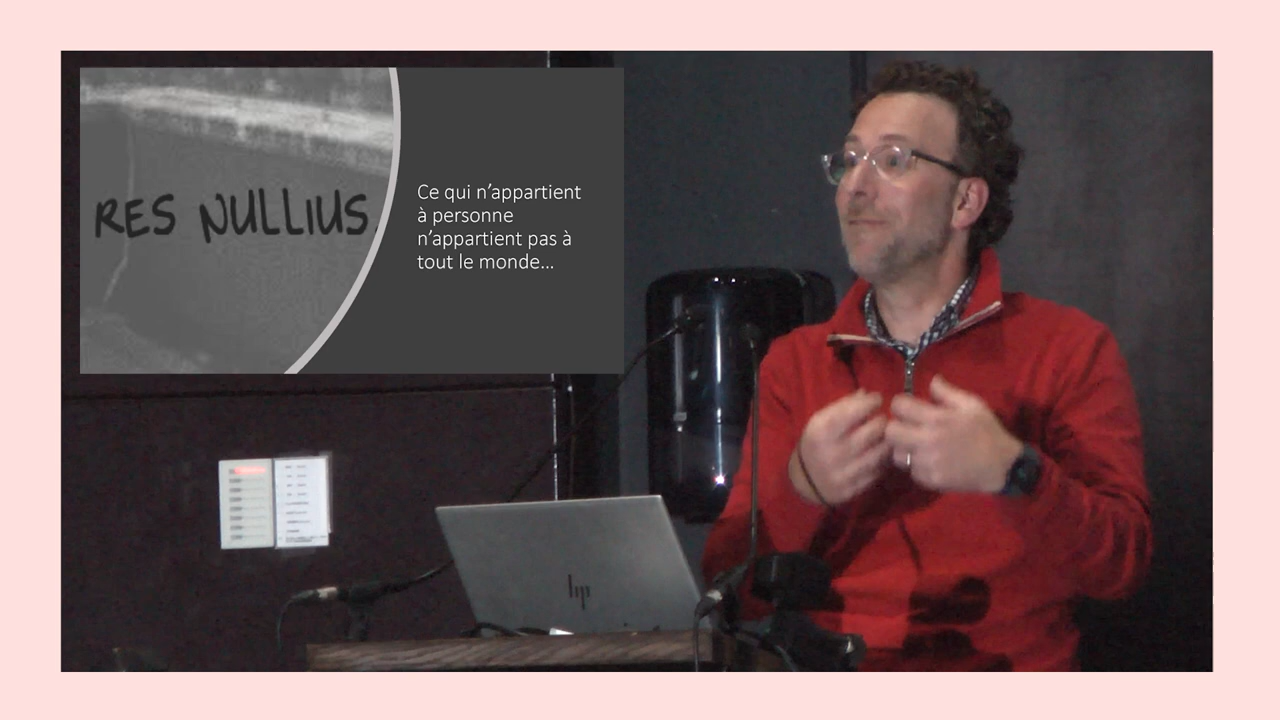 RES NULLIUS.
Ce qui n’appartient
à personne
n’appartient pas à
tout le monde...
hp